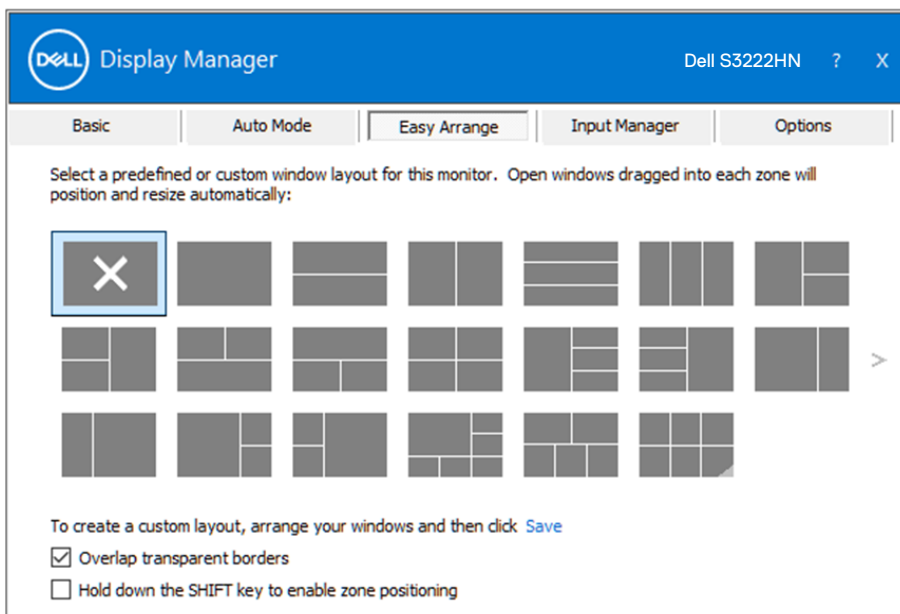 DELL Display Manager Dell S3222HN ? X
Basic Auto Mode Easy Arrange Input Manager Options
Select a predefined or custom window layout for this monitor. Open windows dragged into each zone will
position and resize automatically:
>
To create a custom layout, arrange your windows and then click Save
Overlap transparent borders
Hold down the SHIFT key to enable zone positioning